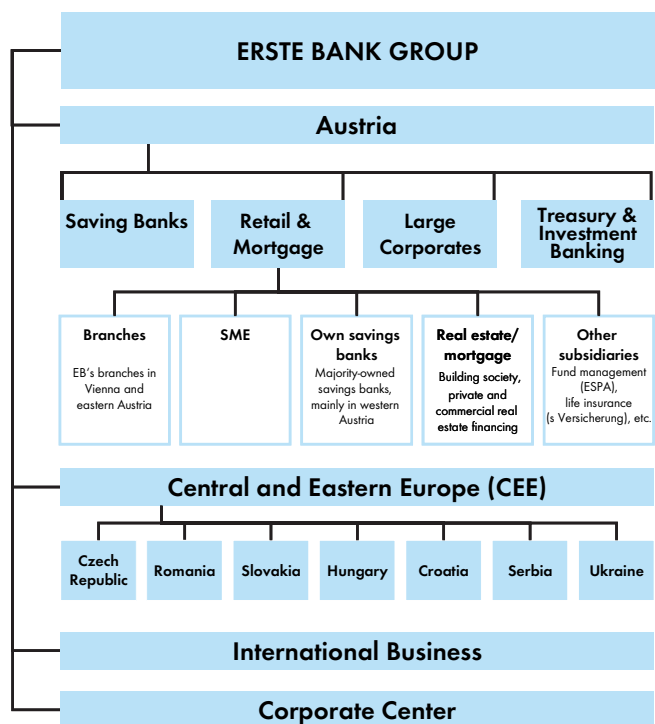 ERSTE BANK GROUP
Austria
Saving Banks
Retail &
Mortgage
Large
Corporates
Treasury &
Investment
Banking
Branches
EB's branches in
Vienna and
eastern Austria
SME
Own savings
banks
Majority-owned
savings banks,
mainly in western
Austria
Real estate/
mortgage
Building society,
private and
commercial real
estate financing
Other
subsidiaries
Fund management
(ESPA),
life insurance
(s Versicherung), etc.
Central and Eastern Europe (CEE)
Czech
Republic
Romania
Slovakia
Hungary
Croatia
Serbia
Ukraine
International Business
Corporate Center